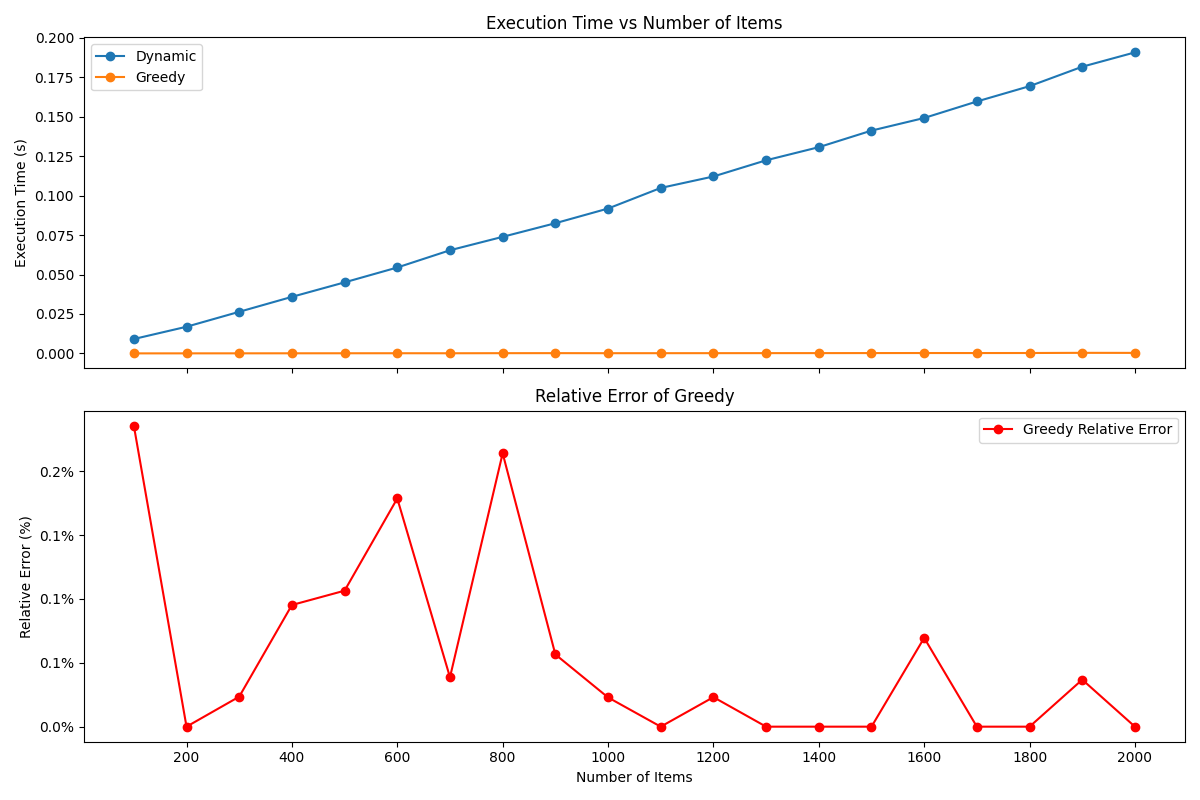 Execution Time vs Number of Items
Execution Time (s)
0.200
0.175
0.150
0.125
0.100
0.075
0.050
0.025
0.000
Dynamic
Greedy
Relative Error of Greedy
Relative Error (%)
0.2%
0.1%
0.1%
0.1%
0.0%
Greedy Relative Error
200 400 600 800 1000 1200 1400 1600 1800 2000
Number of Items